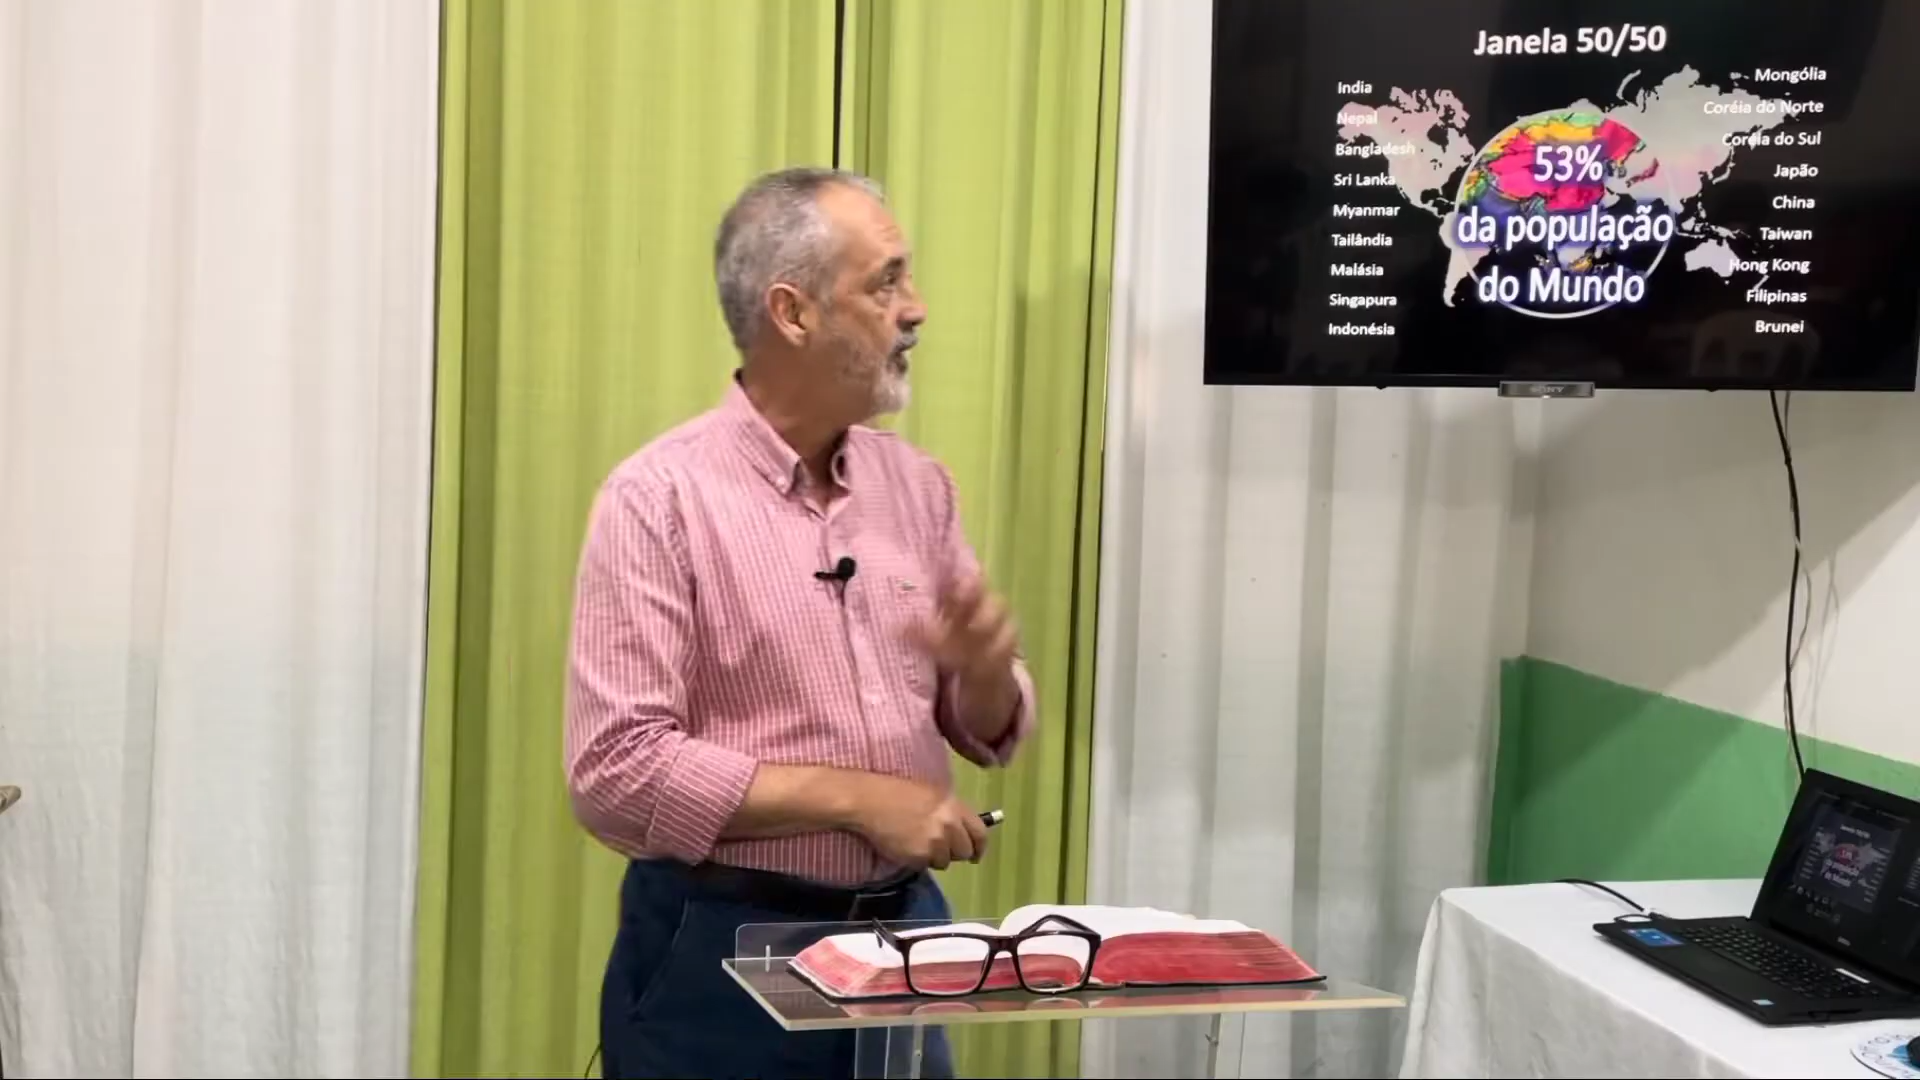 Janela 50/50
India
Nepal
Bangladesh
Sri Lanka
Myanmar
Tailândia
Malásia
Singapura
Indonésia
53%
da população
do Mundo
Mongólia
Coréia do Norte
Coréia do Sul
Japão
China
Taiwan
Hong Kong
Filipinas
Brunei
SONY